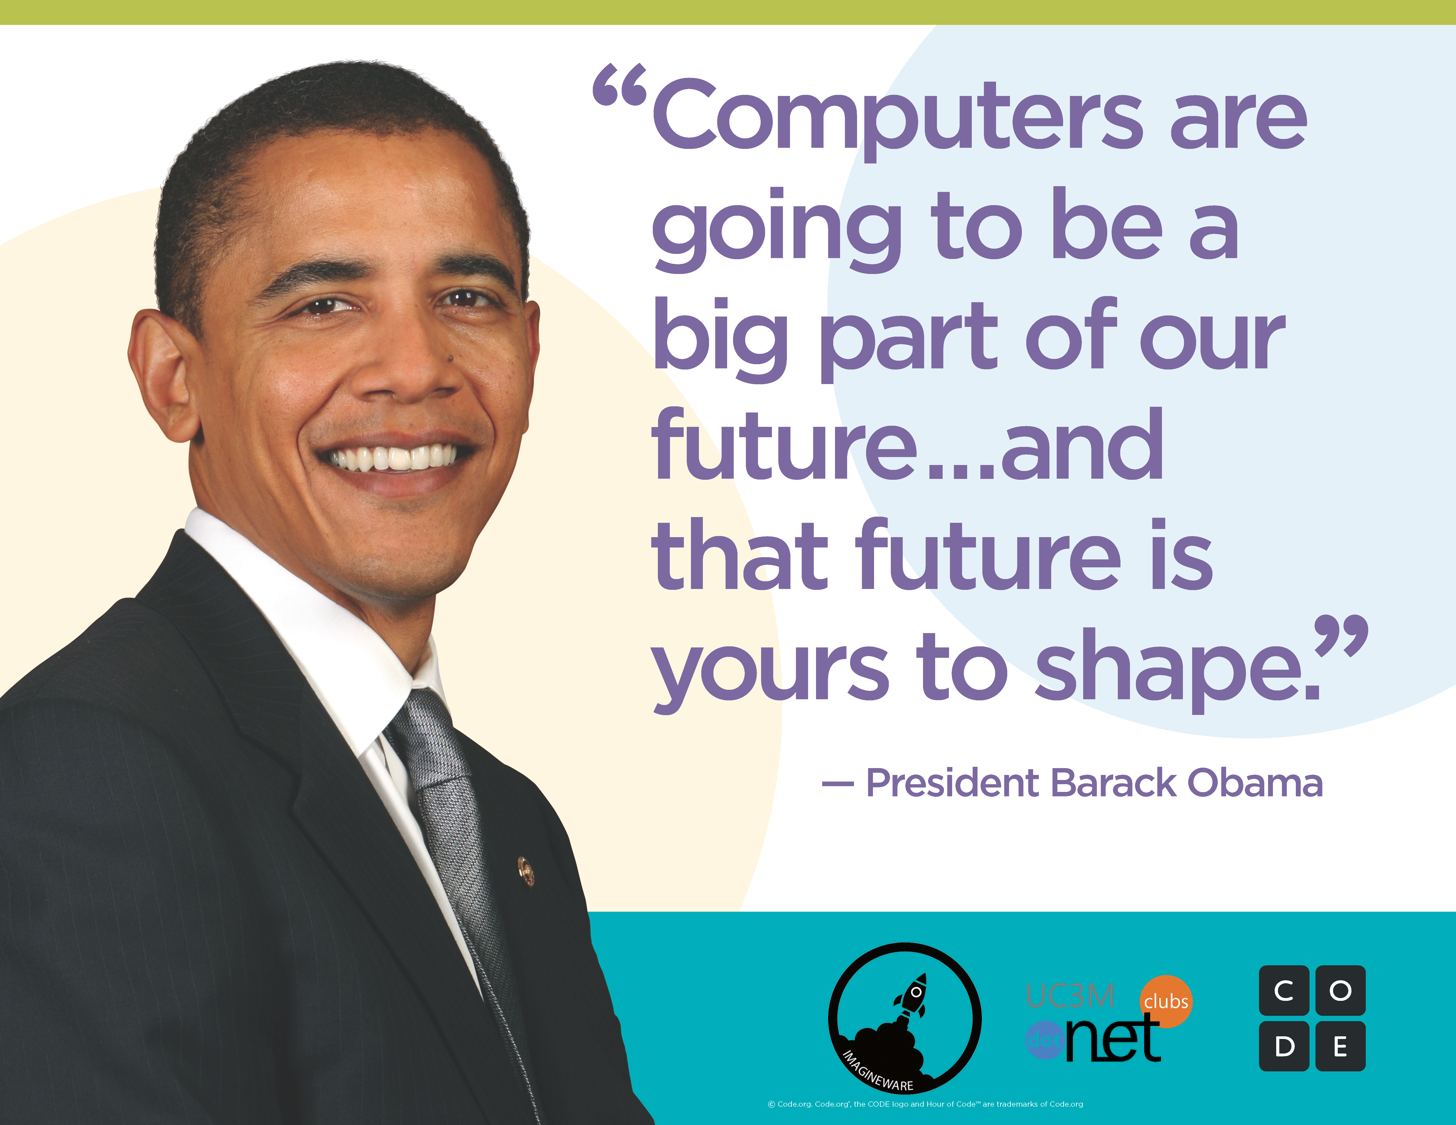 “Computers are
going to be a
big part of our
future...and
that future is
yours to shape.”
— President Barack Obama
IMAGINEWARE
UC3M
clubs
dot
net
C O
D E
© Code.org. Code.org®, the CODE logo and Hour of Code™ are trademarks of Code.org